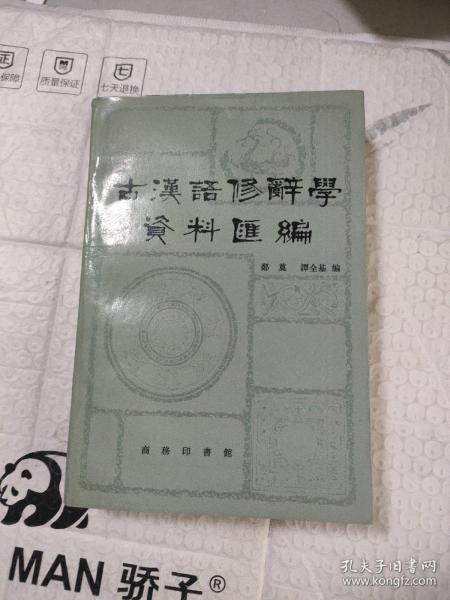 正
保障
质量保证
七
七天退换
古漢語修辭學
資料匯編
鄭奠 譚全基 編
商務印書館
MAN 骄子®
孔夫子旧书网
www.kongfz.com